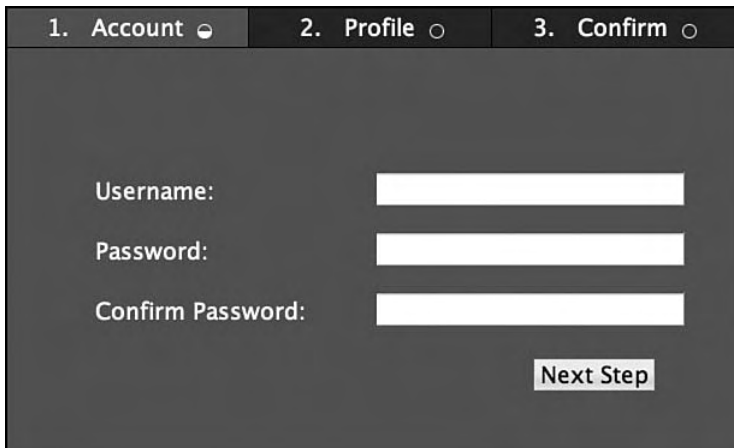 1. Account 2. Profile 3. Confirm
Username:
Password:
Confirm Password:
Next Step